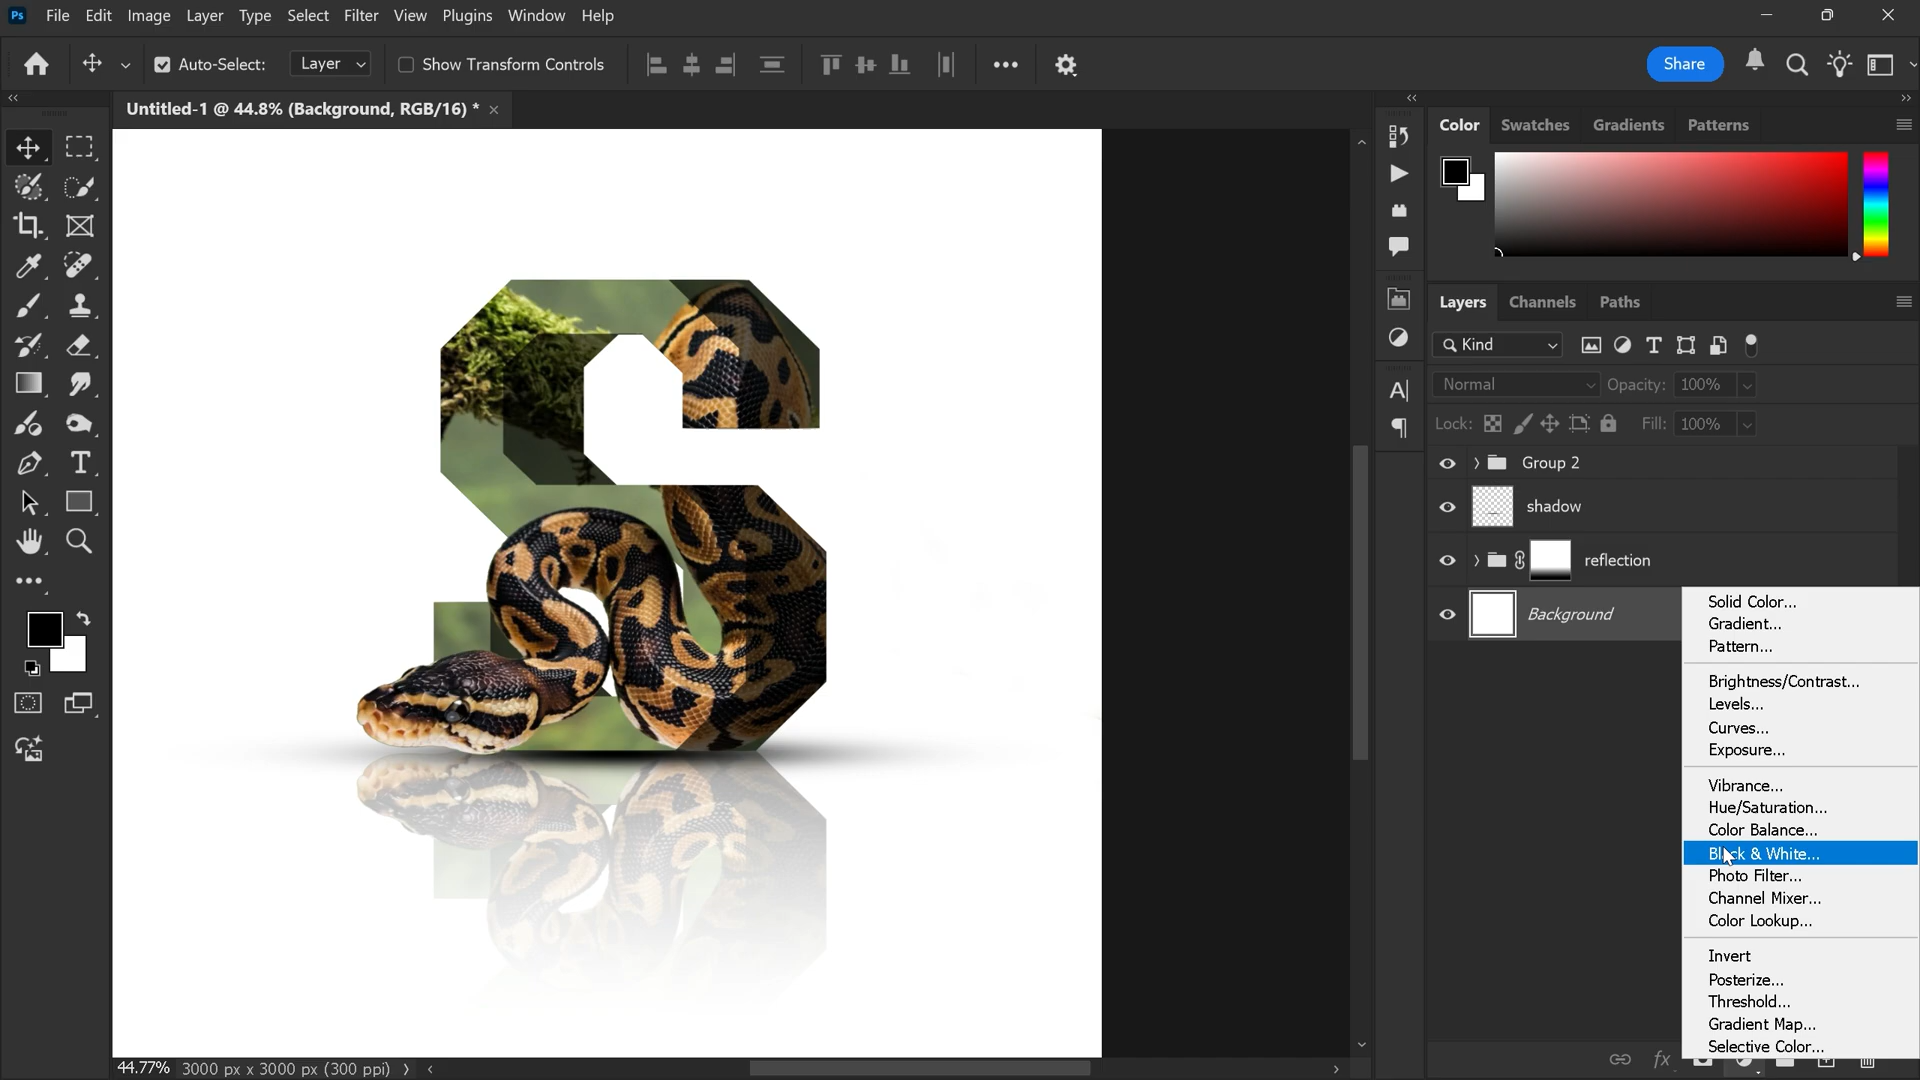 Ps File Edit Image Layer Type Select Filter View Plugins Window Help
Auto-Select: Layer Show Transform Controls Share
Untitled-1 @ 44.8% (Background, RGB/16) *
Color Swatches Gradients Patterns
Layers Channels Paths
Kind
Normal Opacity: 100%
Lock: Fill: 100%
Group 2
shadow
reflection
Background
Solid Color...
Gradient...
Pattern...
Brightness/Contrast...
Levels...
Curves...
Exposure...
Vibrance...
Hue/Saturation...
Color Balance...
Black & White...
Photo Filter...
Channel Mixer...
Color Lookup...
Invert
Posterize...
Threshold...
Gradient Map...
Selective Color...
fx
44.77% 3000 px x 3000 px (300 ppi)